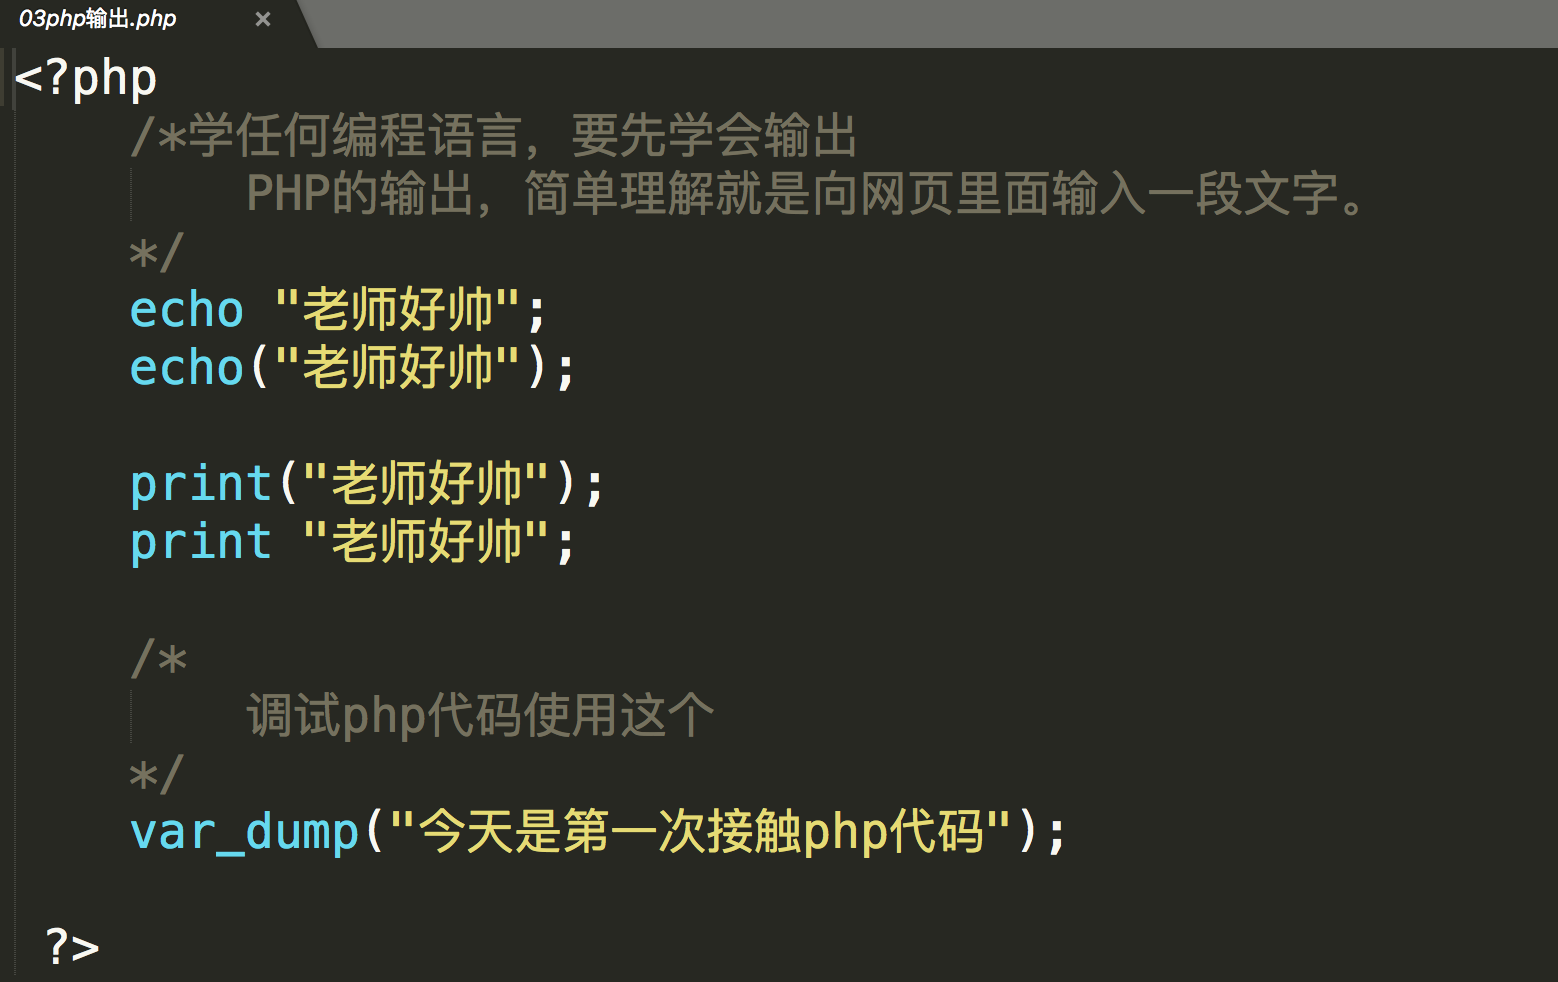 03php输出.php ×
<?php
/*学任何编程语言，要先学会输出
PHP的输出，简单理解就是向网页里面输入一段文字。
*/
echo "老师好帅";
echo("老师好帅");
print("老师好帅");
print "老师好帅";
/*
调试php代码使用这个
*/
var_dump("今天是第一次接触php代码");
?>